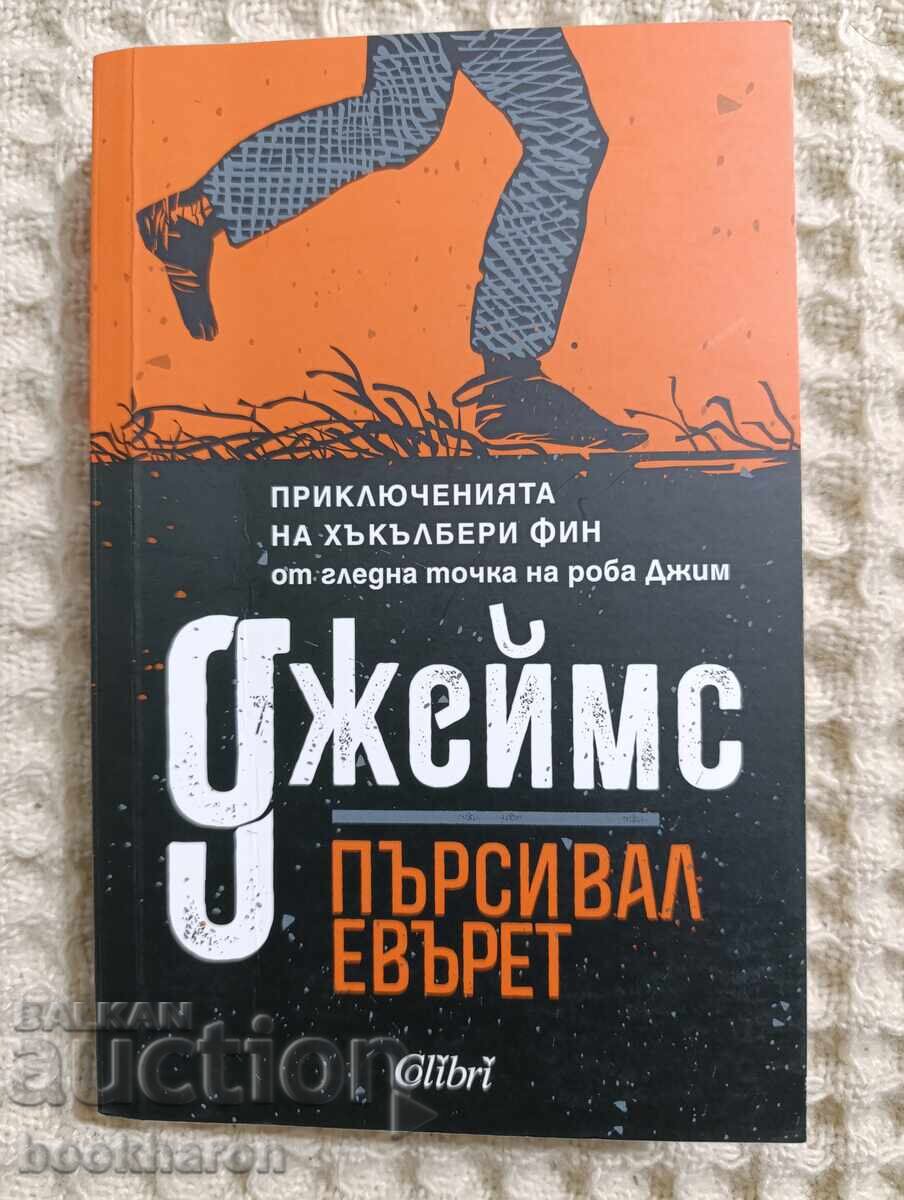 ПРИКЛЮЧЕНИЯТА
НА ХЪКЪЛБЕРИ ФИН
от гледна точка на роба Джим
джеймс
ПЪРСИВАЛ
ЕВЪРЕТ
Colibri
BALKAN
auction
bookharon